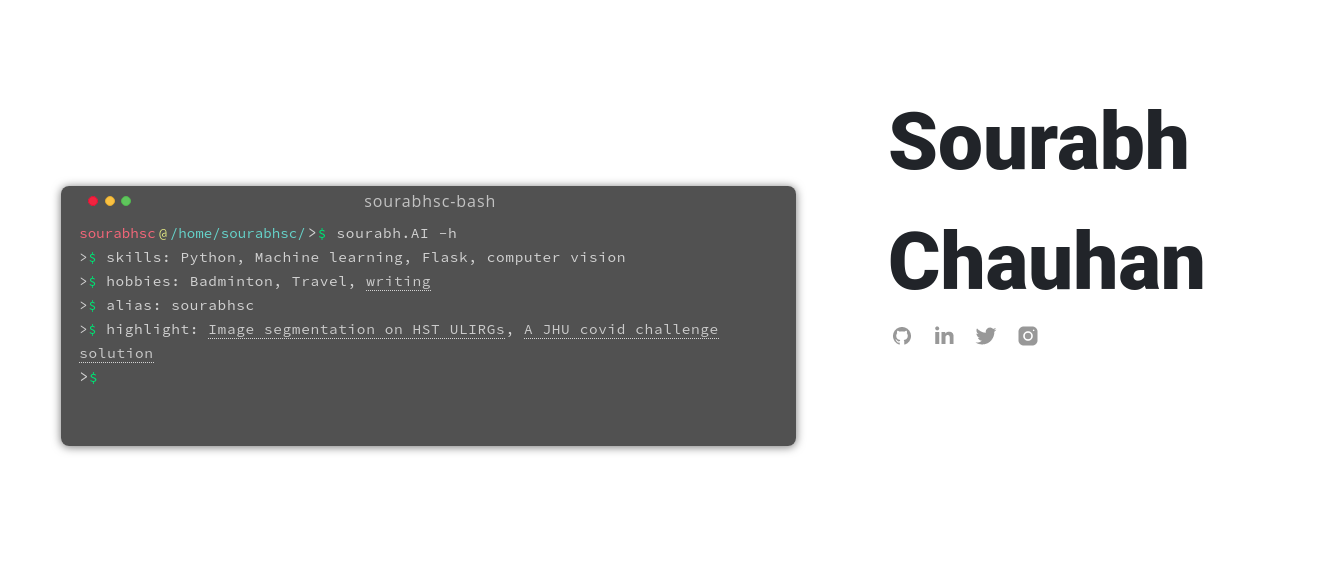 sourabhsc-bash
sourabhsc@/home/sourabhsc/>$ sourabh.AI -h
>$ skills: Python, Machine learning, Flask, computer vision
>$ hobbies: Badminton, Travel, writing
>$ alias: sourabhsc
>$ highlight: Image segmentation on HST ULIRGs, A JHU covid challenge
solution
>$
Sourabh
Chauhan
in